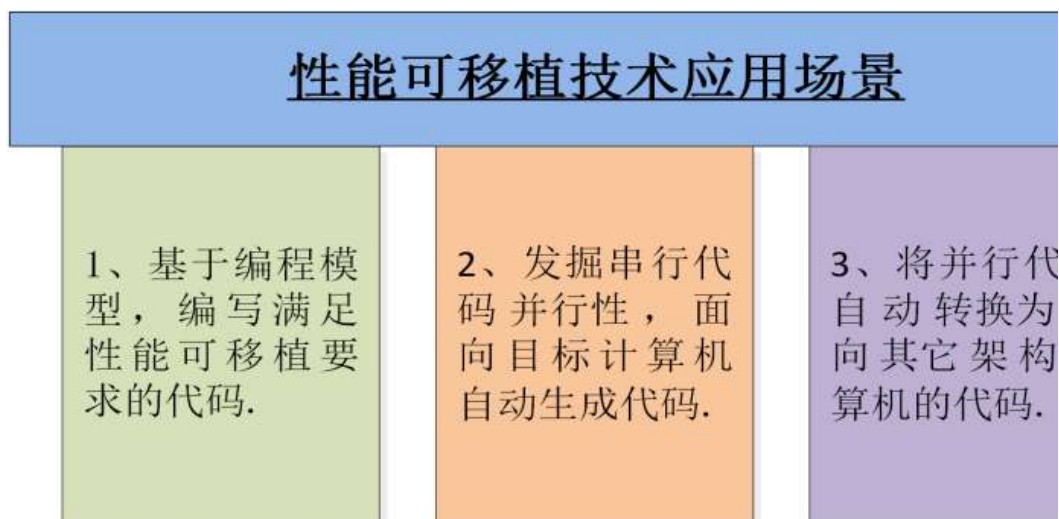 性能可移植技术应用场景
1、基于编程模
型，编写满足
性能可移植要
求的代码.
2、发掘串行代
码 并行性，面
向目标计算机
自动生成代码.
3、将并行代
自动 转换为
向其它架构
算机的代码.